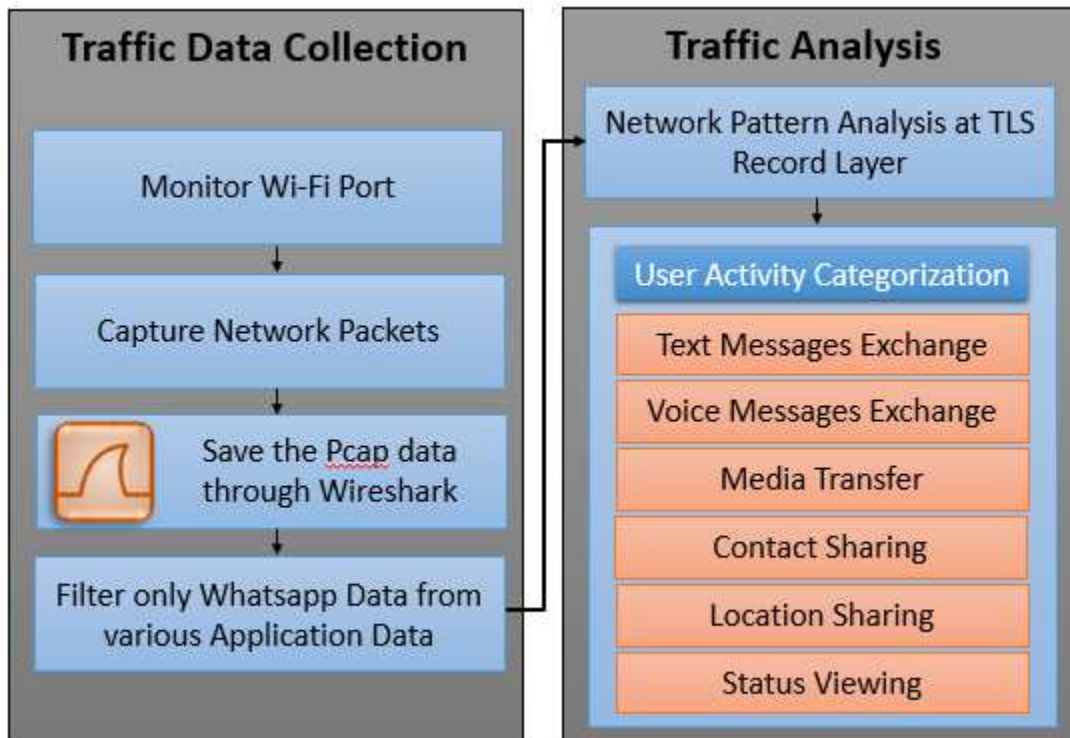 Traffic Data Collection
Monitor Wi-Fi Port
Capture Network Packets
Save the Pcap data
through Wireshark
Filter only Whatsapp Data from
various Application Data
Traffic Analysis
Network Pattern Analysis at TLS
Record Layer
User Activity Categorization
Text Messages Exchange
Voice Messages Exchange
Media Transfer
Contact Sharing
Location Sharing
Status Viewing